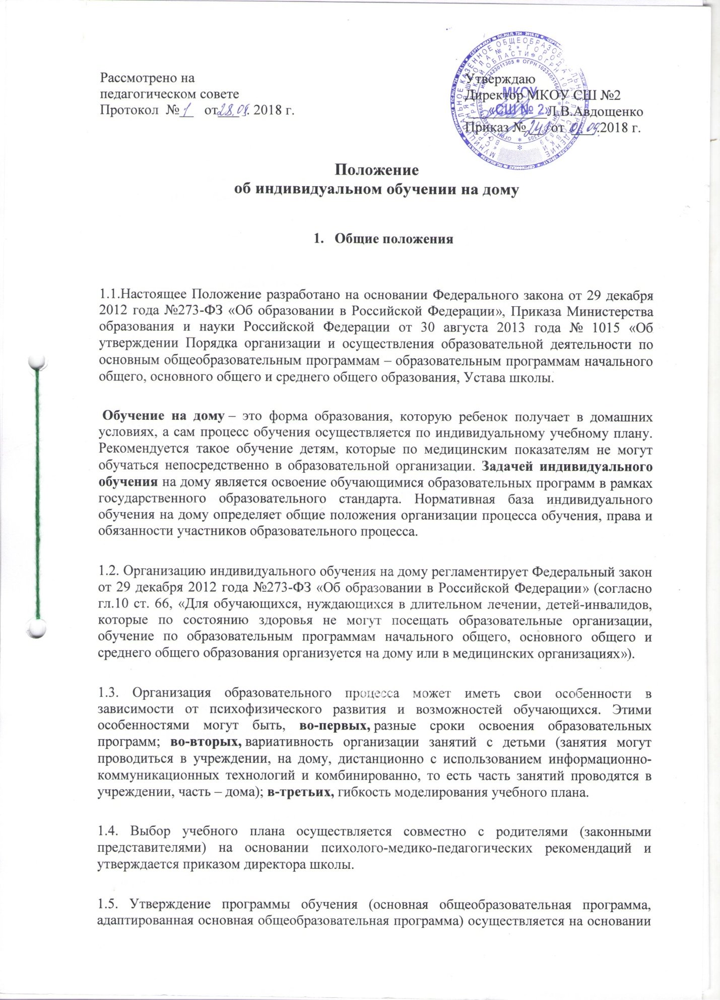 Рассмотрено на
педагогическом совете
Протокол № 1 от 28.08. 2018 г.
Утверждаю
Директор МКОУ СШ №2
Л.В.Авдощенко
Приказ № от 01.09.2018 г.
МКОУ
«СШ № 2»
Положение
об индивидуальном обучении на дому
1. Общие положения
1.1.Настоящее Положение разработано на основании Федерального закона от 29 декабря
2012 года №273-ФЗ «Об образовании в Российской Федерации», Приказа Министерства
образования и науки Российской Федерации от 30 августа 2013 года № 1015 «Об
утверждении Порядка организации и осуществления образовательной деятельности по
основным общеобразовательным программам – образовательным программам начального
общего, основного общего и среднего общего образования, Устава школы.
Обучение на дому – это форма образования, которую ребенок получает в домашних
условиях, а сам процесс обучения осуществляется по индивидуальному учебному плану.
Рекомендуется такое обучение детям, которые по медицинским показателям не могут
обучаться непосредственно в образовательной организации. Задачей индивидуального
обучения на дому является освоение обучающимися образовательных программ в рамках
государственного образовательного стандарта. Нормативная база индивидуального
обучения на дому определяет общие положения организации процесса обучения, права и
обязанности участников образовательного процесса.
1.2. Организацию индивидуального обучения на дому регламентирует Федеральный закон
от 29 декабря 2012 года №273-ФЗ «Об образовании в Российской Федерации» (согласно
гл.10 ст. 66, «Для обучающихся, нуждающихся в длительном лечении, детей-инвалидов,
которые по состоянию здоровья не могут посещать образовательные организации,
обучение по образовательным программам начального общего, основного общего и
среднего общего образования организуется на дому или в медицинских организациях»).
1.3. Организация образовательного процесса может иметь свои особенности в
зависимости от психофизического развития и возможностей обучающихся. Этими
особенностями могут быть, во-первых, разные сроки освоения образовательных
программ; во-вторых, вариативность организации занятий с детьми (занятия могут
проводиться в учреждении, на дому, дистанционно с использованием информационно-
коммуникационных технологий и комбинированно, то есть часть занятий проводятся в
учреждении, часть – дома); в-третьих, гибкость моделирования учебного плана.
1.4. Выбор учебного плана осуществляется совместно с родителями (законными
представителями) на основании психолого-медико-педагогических рекомендаций и
утверждается приказом директора школы.
1.5. Утверждение программы обучения (основная общеобразовательная программа,
адаптированная основная общеобразовательная программа) осуществляется на основании